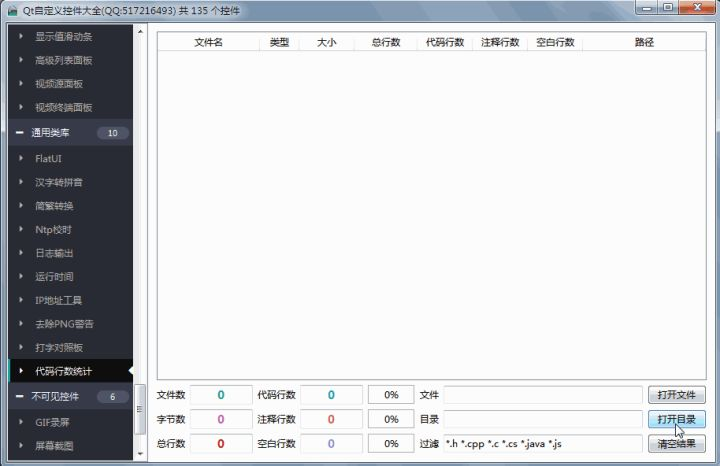 Qt自定义控件大全(QQ:517216493) 共 135 个控件
显示值滑动条
高级列表面板
视频源面板
视频终端面板
通用类库 10
FlatUI
汉字转拼音
简繁转换
Ntp校时
日志输出
运行时间
IP地址工具
去除PNG警告
打字对照板
代码行数统计
不可见控件 6
GIF录屏
屏幕截图
文件名 类型 大小 总行数 代码行数 注释行数 空白行数 路径
文件数 0 代码行数 0 0% 文件 打开文件
字节数 0 注释行数 0 0% 目录 打开目录
总行数 0 空白行数 0 0% 过滤 *.h *.cpp *.c *.cs *.java *.js 清空结果